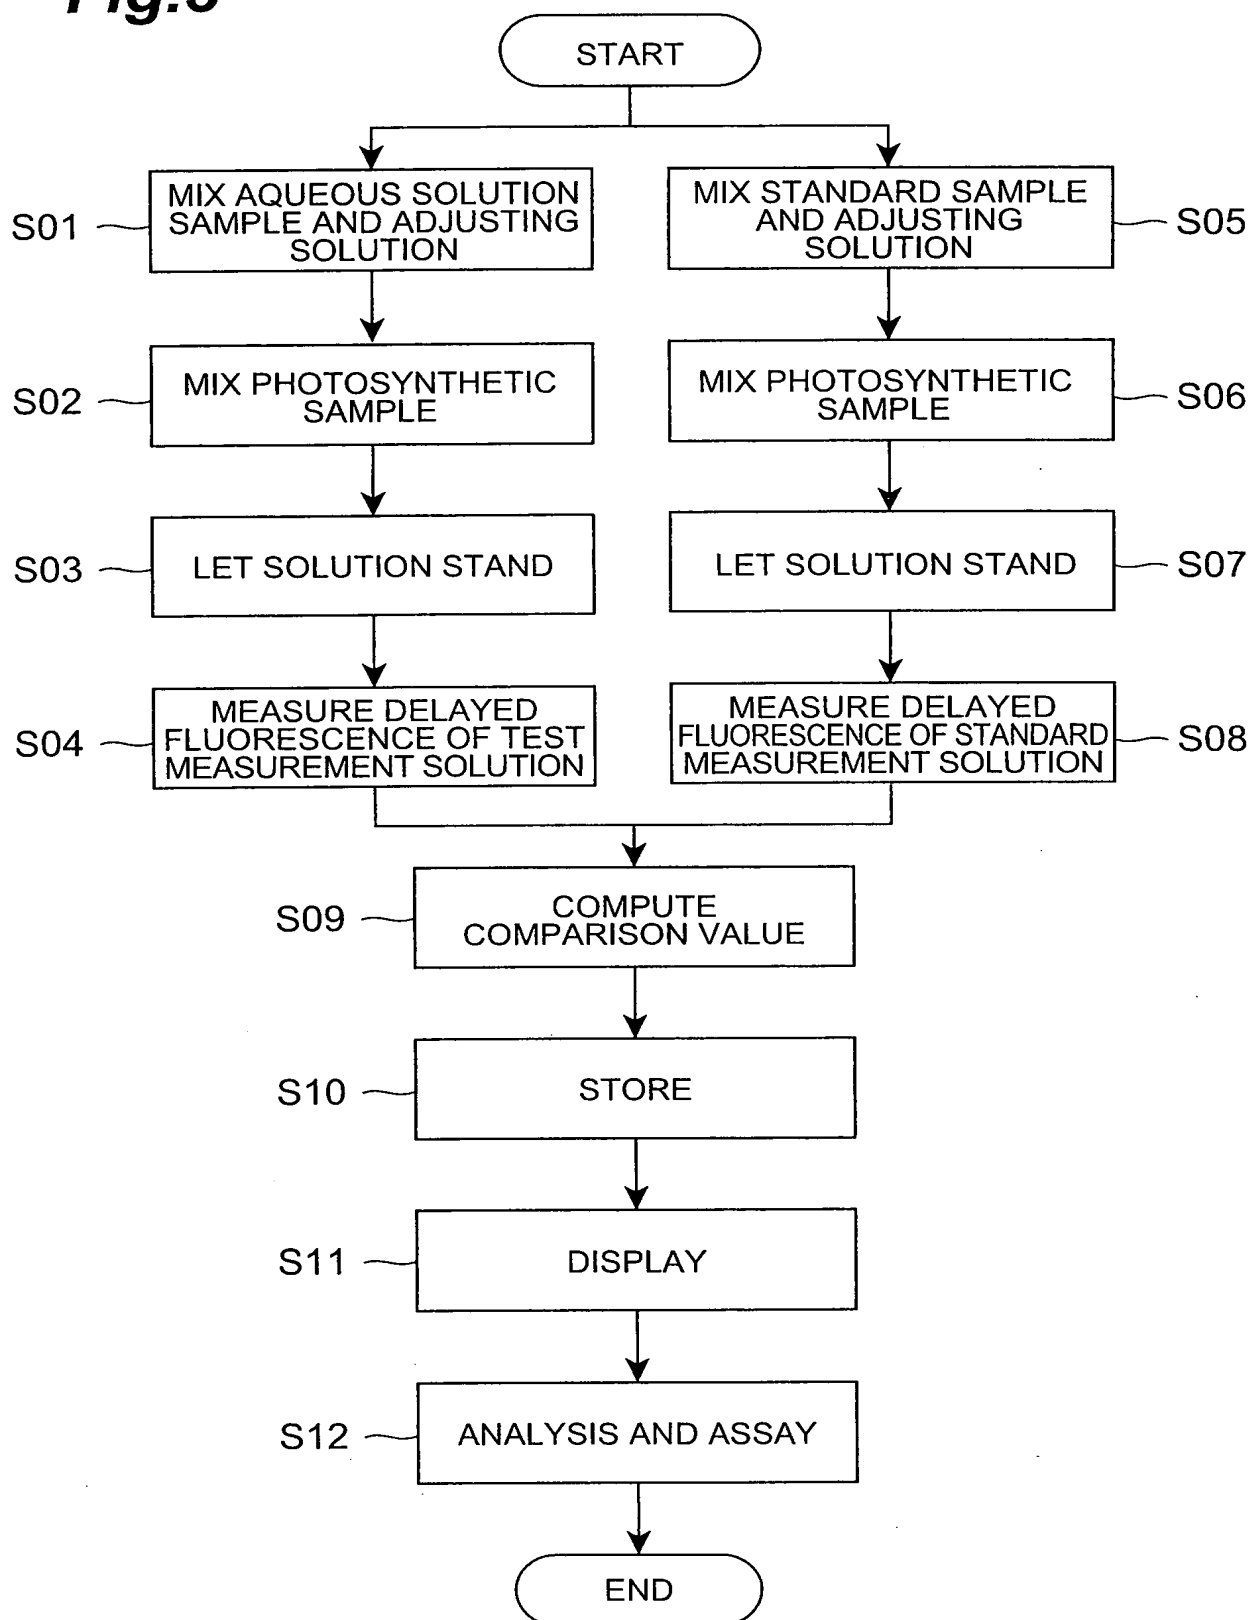 START
MIX AQUEOUS SOLUTION
SAMPLE AND ADJUSTING
SOLUTION
S01
MIX STANDARD SAMPLE
AND ADJUSTING
SOLUTION
S05
MIX PHOTOSYNTHETIC
SAMPLE
S02
MIX PHOTOSYNTHETIC
SAMPLE
S06
LET SOLUTION STAND
S03
LET SOLUTION STAND
S07
MEASURE DELAYED
FLUORESCENCE OF TEST
MEASUREMENT SOLUTION
S04
MEASURE DELAYED
FLUORESCENCE OF STANDARD
MEASUREMENT SOLUTION
S08
COMPUTE
COMPARISON VALUE
S09
STORE
S10
DISPLAY
S11
ANALYSIS AND ASSAY
S12
END